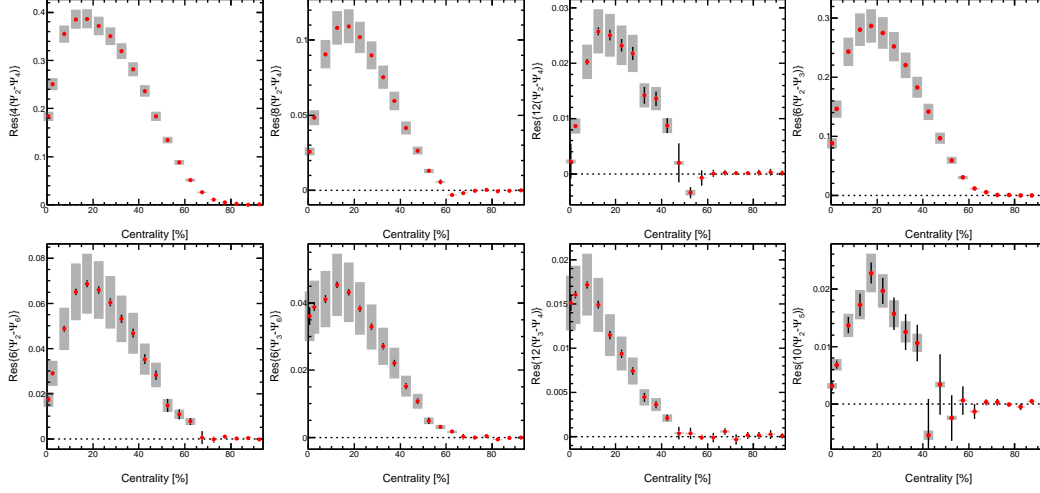 Res{4(Ψ₂-Ψ₄)}
0.4
0.3
0.2
0.1
0
0 20 40 60 80
Centrality [%]
Res{8(Ψ₂-Ψ₄)}
0.1
0.05
0
0 20 40 60 80
Centrality [%]
Res{12(Ψ₂-Ψ₄)}
0.03
0.02
0.01
0
0 20 40 60 80
Centrality [%]
Res{6(Ψ₂-Ψ₃)}
0.3
0.2
0.1
0
0 20 40 60 80
Centrality [%]
Res{6(Ψ₂-Ψ₆)}
0.08
0.06
0.04
0.02
0
0 20 40 60 80
Centrality [%]
Res{6(Ψ₃-Ψ₆)}
0.04
0.02
0
0 20 40 60 80
Centrality [%]
Res{12(Ψ₃-Ψ₄)}
0.02
0.015
0.01
0.005
0
0 20 40 60 80
Centrality [%]
Res{10(Ψ₂-Ψ₅)}
0.02
0.01
0
0 20 40 60 80
Centrality [%]